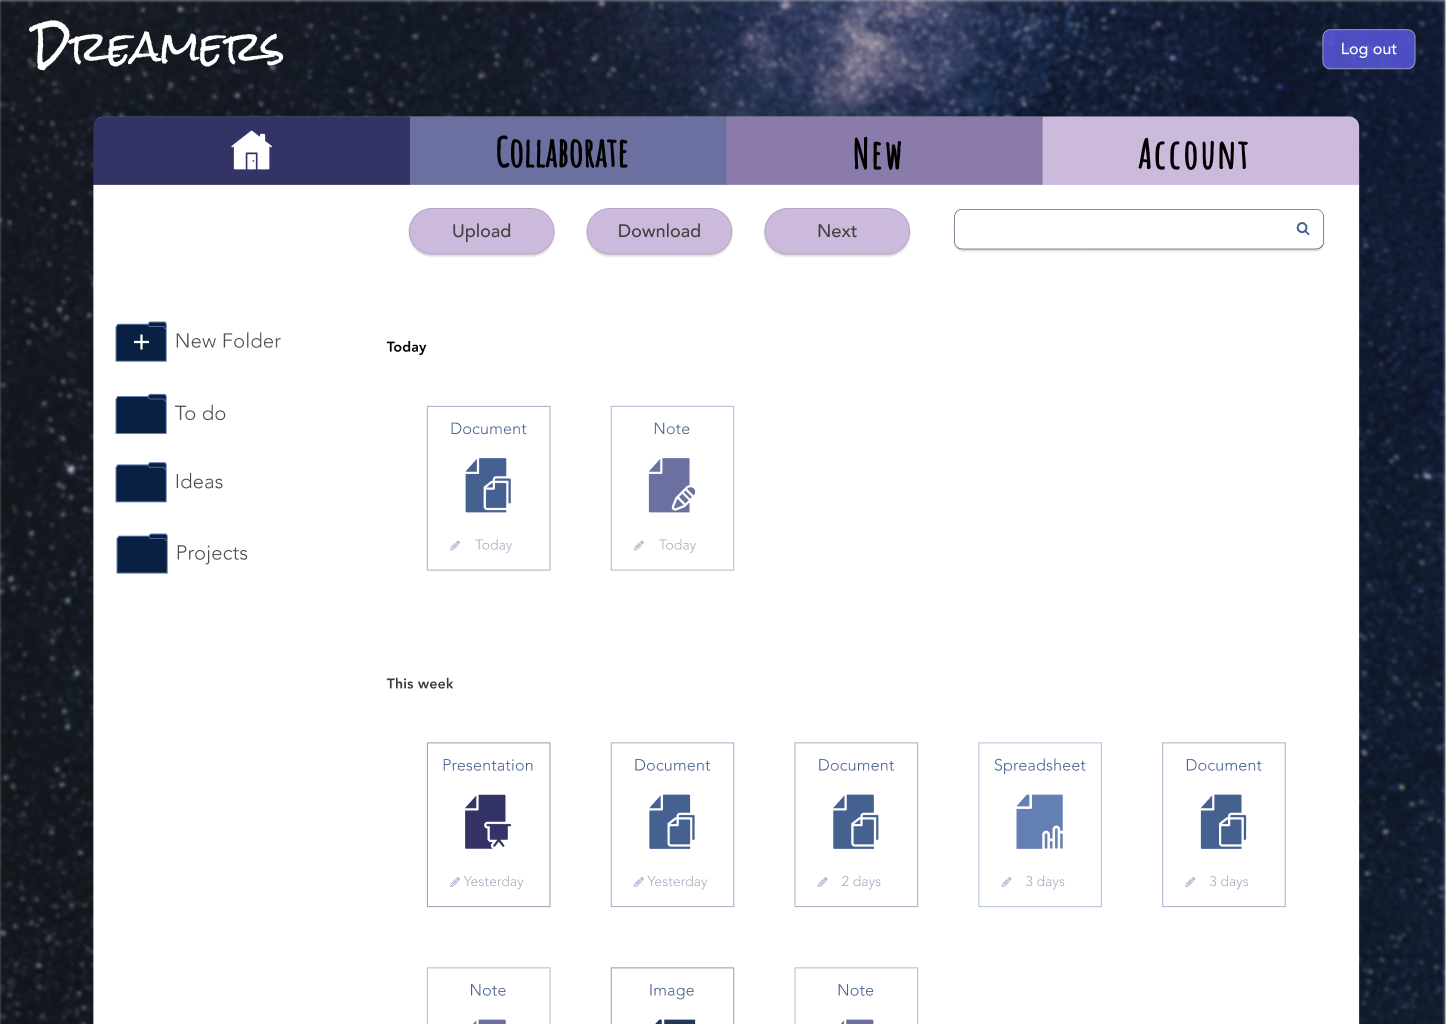 Dreamers
Log out
Collaborate
New
Account
Upload
Download
Next
New Folder
To do
Ideas
Projects
Today
Document
Note
Today
Today
This week
Presentation
Document
Document
Spreadsheet
Document
Yesterday
Yesterday
2 days
3 days
3 days
Note
Image
Note